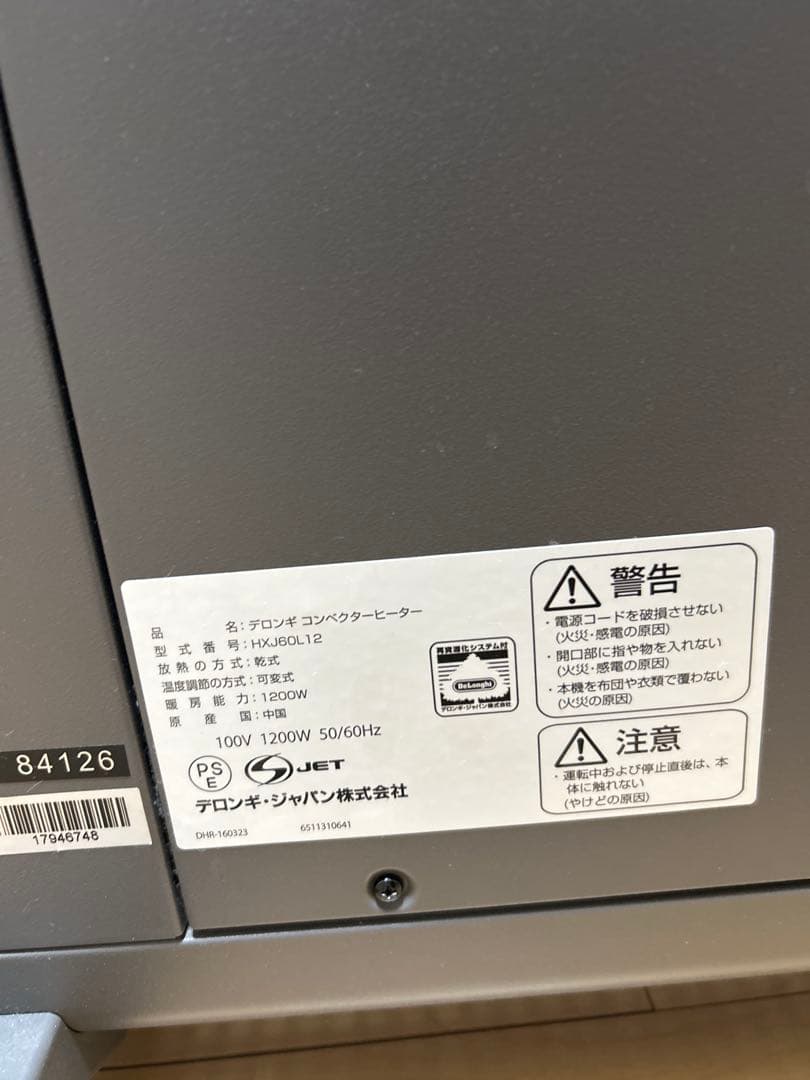 品 名：デロンギ コンベクターヒーター
型 式 番 号：HXJ60L12
放 熱 の 方 式：乾式
温度調節の方式：可変式
暖 房 能 力：1200W
原 産 国：中国
100V 1200W 50/60Hz
PS
E
JET
デロンギ・ジャパン株式会社
DHR-160323 6511310641
再資源化システム付
DeLonghi
デロンギ・ジャパン株式会社
警告
・電源コードを破損させない
(火災・感電の原因)
・開口部に指や物を入れない
(火災・感電の原因)
・本機を布団や衣類で覆わない
(火災の原因)
注意
・運転中および停止直後は、本
体に触れない
(やけどの原因)
84126
17946748